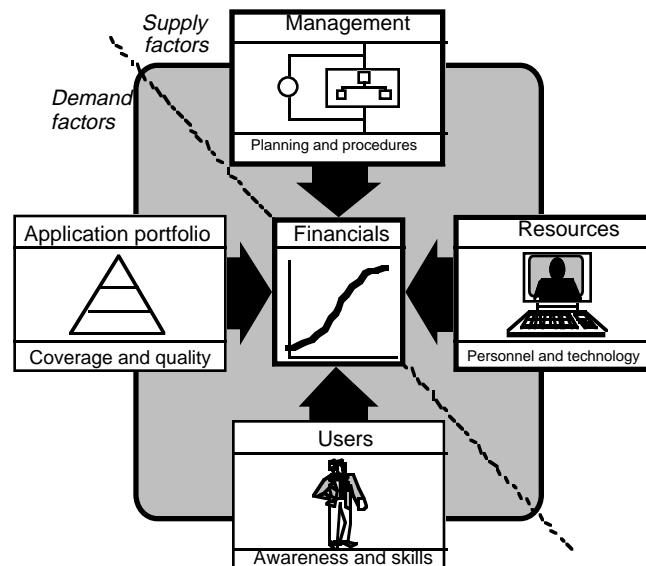 Supply
factors
Management
Demand
factors
Planning and procedures
Application portfolio
Financials
Resources
Coverage and quality
Personnel and technology
Users
Awareness and skills